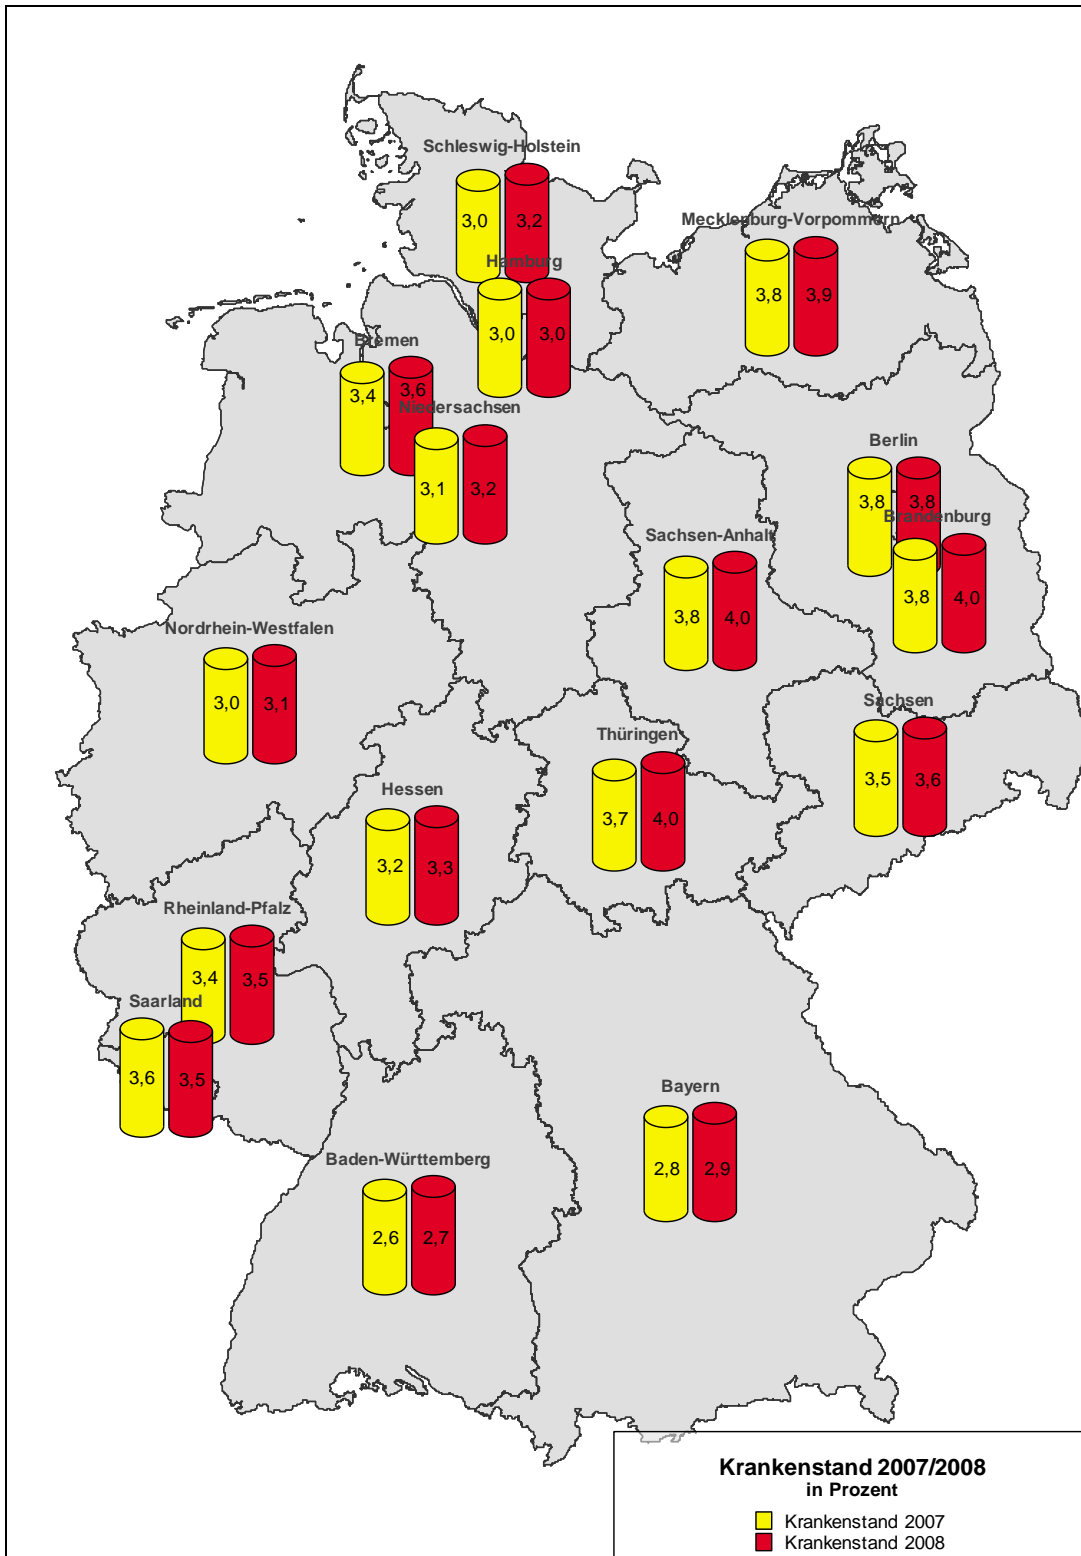 Schleswig-Holstein
3,0 3,2
Mecklenburg-Vorpommern
3,8 3,9
Hamburg
3,0 3,0
Bremen
3,4 3,6
Niedersachsen
3,1 3,2
Berlin
3,8 3,8
Brandenburg
3,8 4,0
Sachsen-Anhalt
3,8 4,0
Nordrhein-Westfalen
3,0 3,1
Sachsen
3,5 3,6
Thüringen
3,7 4,0
Hessen
3,2 3,3
Rheinland-Pfalz
3,4 3,5
Saarland
3,6 3,5
Bayern
2,8 2,9
Baden-Württemberg
2,6 2,7
Krankenstand 2007/2008
in Prozent
Krankenstand 2007
Krankenstand 2008